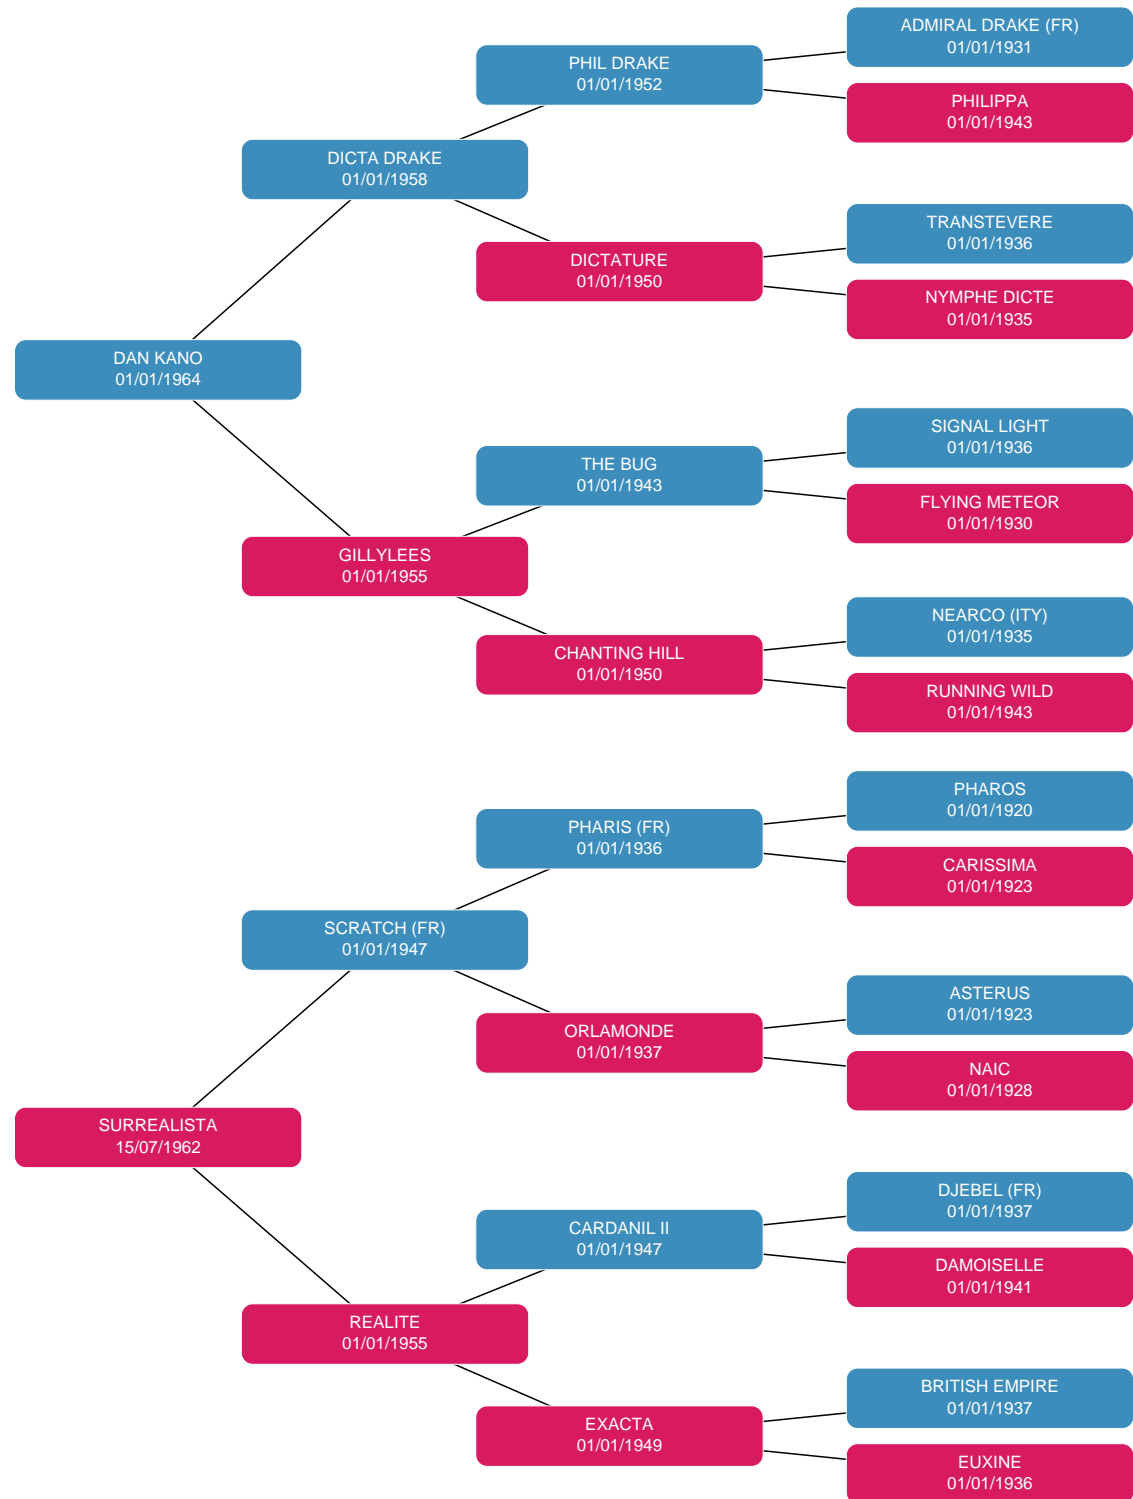 ADMIRAL DRAKE (FR)
01/01/1931
PHIL DRAKE
01/01/1952
PHILIPPA
01/01/1943
DICTA DRAKE
01/01/1958
TRANSTEVERE
01/01/1936
DICTATURE
01/01/1950
NYMPHE DICTE
01/01/1935
DAN KANO
01/01/1964
SIGNAL LIGHT
01/01/1936
THE BUG
01/01/1943
FLYING METEOR
01/01/1930
GILLYLEES
01/01/1955
NEARCO (ITY)
01/01/1935
CHANTING HILL
01/01/1950
RUNNING WILD
01/01/1943
PHAROS
01/01/1920
PHARIS (FR)
01/01/1936
CARISSIMA
01/01/1923
SCRATCH (FR)
01/01/1947
ASTERUS
01/01/1923
ORLAMONDE
01/01/1937
NAIC
01/01/1928
SURREALISTA
15/07/1962
DJEBEL (FR)
01/01/1937
CARDANIL II
01/01/1947
DAMOISELLE
01/01/1941
REALITE
01/01/1955
BRITISH EMPIRE
01/01/1937
EXACTA
01/01/1949
EUXINE
01/01/1936